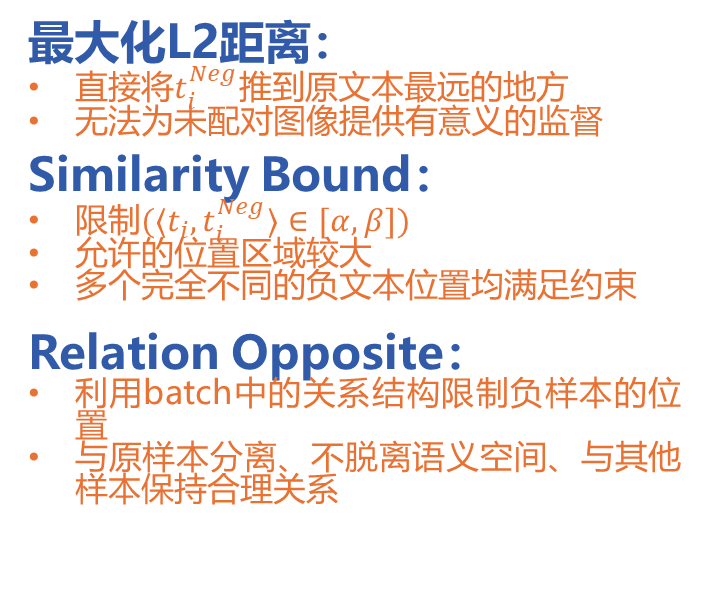 最大化L2距离：
• 直接将$t_i^{Neg}$推到原文本最远的地方
• 无法为未配对图像提供有意义的监督
Similarity Bound：
• 限制$(\langle t_i, t_i^{Neg} \rangle \in [\alpha, \beta])$
• 允许的位置区域较大
• 多个完全不同的负文本位置均满足约束
Relation Opposite：
• 利用batch中的关系结构限制负样本的位
置
• 与原样本分离、不脱离语义空间、与其他
样本保持合理关系